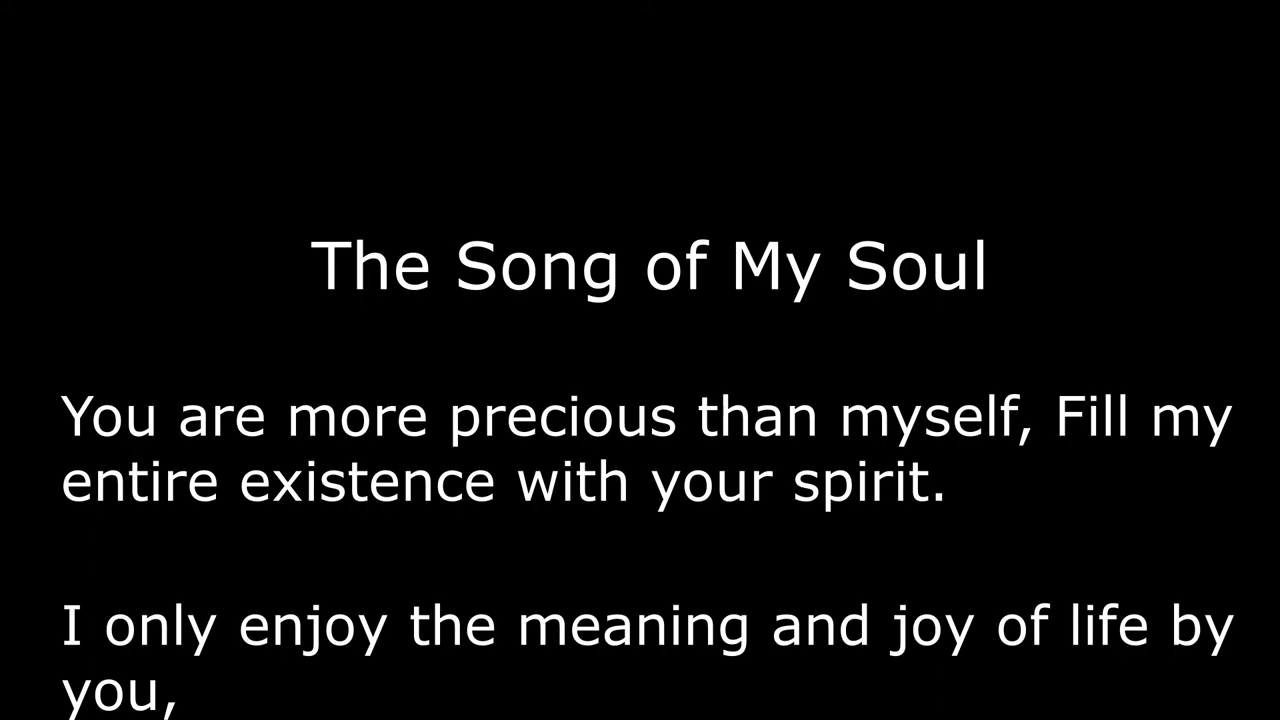 The Song of My Soul
You are more precious than myself, Fill my
entire existence with your spirit.
I only enjoy the meaning and joy of life by
you,